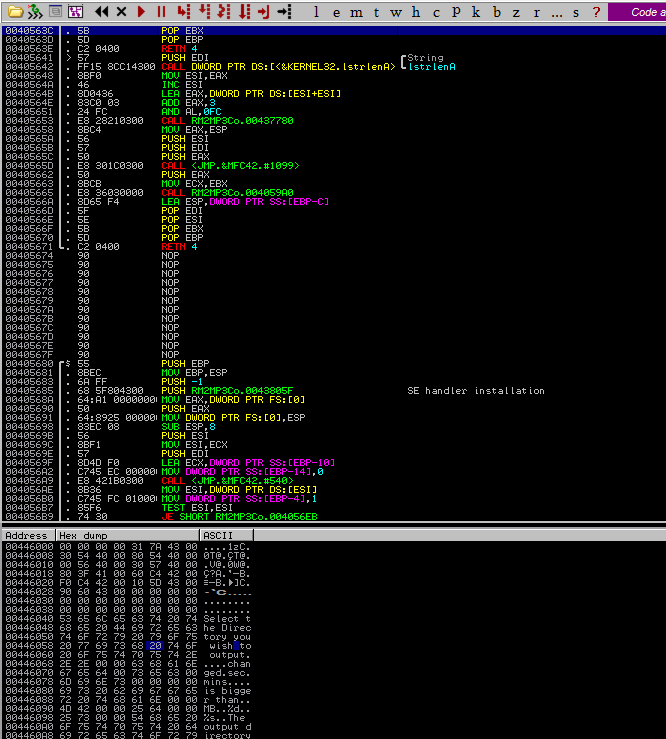 l e m t w h c p k b z r ... s ? Code a
0040563C . 5B POP EBX
0040563D . 5D POP EBP
0040563E . C2 0400 RETN 4
00405641 > 57 PUSH EDI String
00405642 . FF15 8CC14300 CALL DWORD PTR DS:[<&KERNEL32.lstrlenA>] lstrlenA
00405648 . 8BF0 MOV ESI,EAX
0040564A . 46 INC ESI
0040564B . 8D0436 LEA EAX,DWORD PTR DS:[ESI+ESI]
0040564E . 83C0 03 ADD EAX,3
00405651 . 24 FC AND AL,0FC
00405653 . E8 28210300 CALL RM2MP3Co.00437780
00405658 . 8BC4 MOV EAX,ESP
0040565A . 56 PUSH ESI
0040565B . 57 PUSH EDI
0040565C . 50 PUSH EAX
0040565D . E8 301C0300 CALL <JMP.&MFC42.#1099>
00405662 . 50 PUSH EAX
00405663 . 8BCB MOV ECX,EBX
00405665 . E8 36030000 CALL RM2MP3Co.004059A0
0040566A . 8D65 F4 LEA ESP,DWORD PTR SS:[EBP-C]
0040566D . 5F POP EDI
0040566E . 5E POP ESI
0040566F . 5B POP EBX
00405670 . 5D POP EBP
00405671 . C2 0400 RETN 4
00405674 90 NOP
00405675 90 NOP
00405676 90 NOP
00405677 90 NOP
00405678 90 NOP
00405679 90 NOP
0040567A 90 NOP
0040567B 90 NOP
0040567C 90 NOP
0040567D 90 NOP
0040567E 90 NOP
0040567F 90 NOP
00405680 $ 55 PUSH EBP
00405681 . 8BEC MOV EBP,ESP
00405683 . 6A FF PUSH -1
00405685 . 68 5F804300 PUSH RM2MP3Co.0043805F SE handler installation
0040568A . 64:A1 0000000 MOV EAX,DWORD PTR FS:[0]
00405690 . 50 PUSH EAX
00405691 . 64:8925 00000 MOV DWORD PTR FS:[0],ESP
00405698 . 83EC 08 SUB ESP,8
0040569B . 56 PUSH ESI
0040569C . 8BF1 MOV ESI,ECX
0040569E . 57 PUSH EDI
0040569F . 8D4D F0 LEA ECX,DWORD PTR SS:[EBP-10]
004056A2 . C745 EC 00000 MOV DWORD PTR SS:[EBP-14],0
004056A9 . E8 421B0300 CALL <JMP.&MFC42.#540>
004056AE . 8B36 MOV ESI,DWORD PTR DS:[ESI]
004056B0 . C745 FC 01000 MOV DWORD PTR SS:[EBP-4],1
004056B7 . 85F6 TEST ESI,ESI
004056B9 . 74 30 JE SHORT RM2MP3Co.004056EB
Address Hex dump ASCII
00446000 00 00 00 00 31 7A 43 00 ....1zC.
00446008 30 54 40 00 80 54 40 00 0T@.ÇT@.
00446010 00 56 40 00 30 57 40 00 .V@.0W@.
00446018 80 3F 41 00 60 C4 42 00 Ç?A.`─B.
00446020 F0 C4 42 00 10 5D 43 00 ≡─B.►]C.
00446028 90 60 43 00 00 00 00 00 `C.....
00446030 00 00 00 00 00 00 00 00 ........
00446038 00 00 00 00 00 00 00 00 ........
00446040 53 65 6C 65 63 74 20 74 Select t
00446048 68 65 20 44 69 72 65 63 he Direc
00446050 74 6F 72 79 20 79 6F 75 tory you
00446058 20 77 69 73 68 20 74 6F wish to
00446060 20 6F 75 74 70 75 74 2E output.
00446068 2E 2E 00 00 63 68 61 6E ....chan
00446070 67 65 64 00 73 65 63 00 ged.sec.
00446078 6D 69 6E 73 00 00 00 00 mins....
00446080 69 73 20 62 69 67 67 65 is bigge
00446088 72 20 74 68 61 6E 00 00 r than..
00446090 4D 42 00 00 25 64 00 00 MB..%d..
00446098 25 73 00 00 54 68 65 20 %s..The
004460A0 6F 75 74 70 75 74 20 64 output d
004460A8 69 72 65 63 74 6F 72 79 irectory